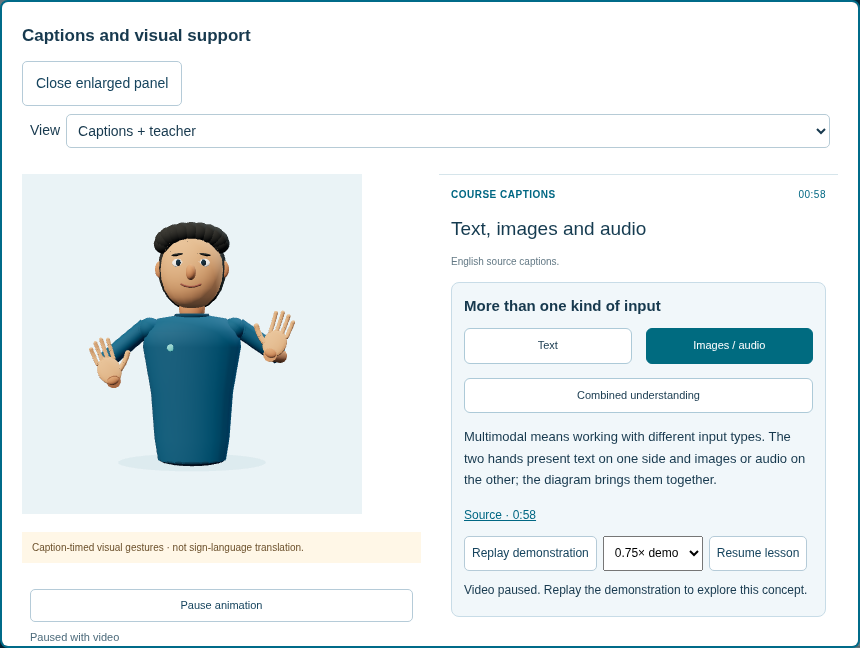 Captions and visual support
Close enlarged panel
View
Captions + teacher
COURSE CAPTIONS
00:58
Text, images and audio
English source captions.
More than one kind of input
Text
Images / audio
Combined understanding
Multimodal means working with different input types. The
two hands present text on one side and images or audio on
the other; the diagram brings them together.
Source · 0:58
Replay demonstration
0.75× demo
Resume lesson
Video paused. Replay the demonstration to explore this concept.
Caption-timed visual gestures · not sign-language translation.
Pause animation
Paused with video